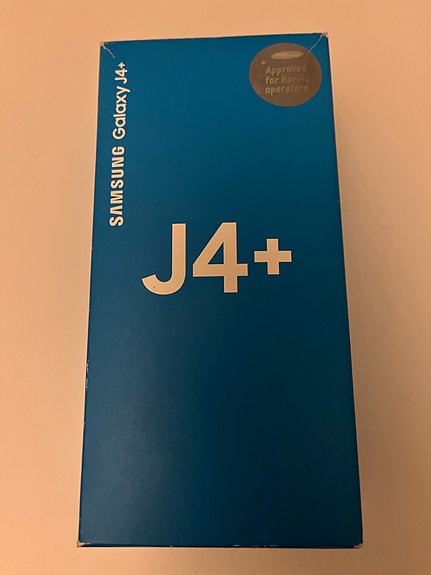 SAMSUNG Galaxy J4+
Approved
for Nordic
operators
J4+